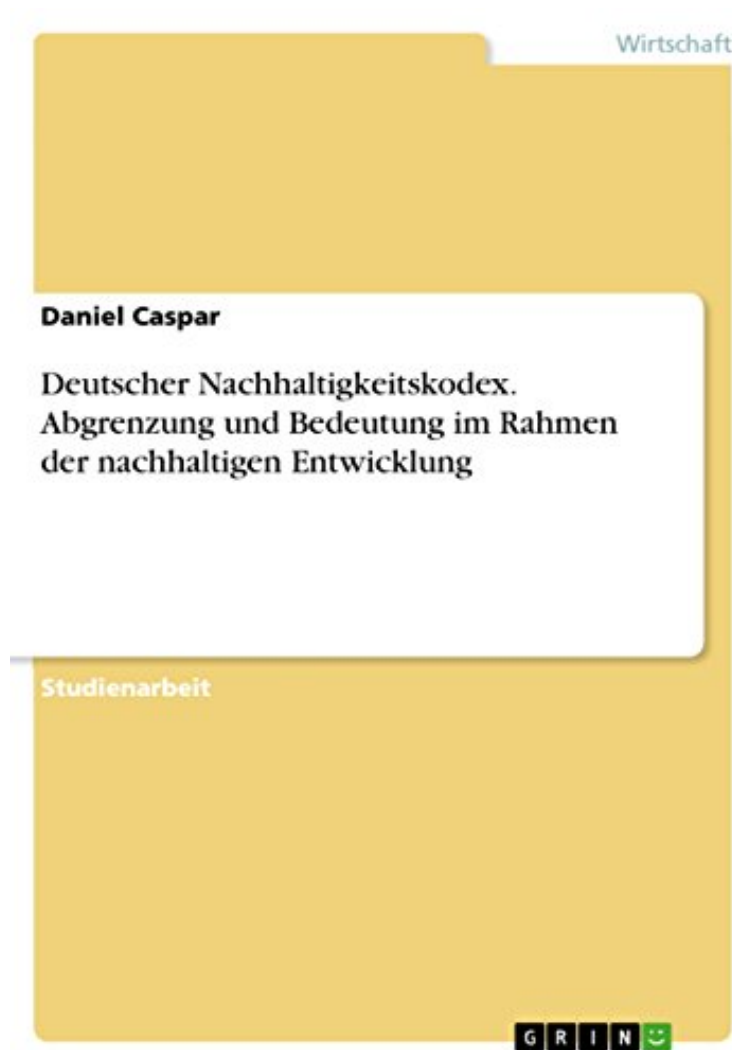 Wirtschaft
Daniel Caspar
Deutscher Nachhaltigkeitskodex.
Abgrenzung und Bedeutung im Rahmen
der nachhaltigen Entwicklung
Studienarbeit
GRIN